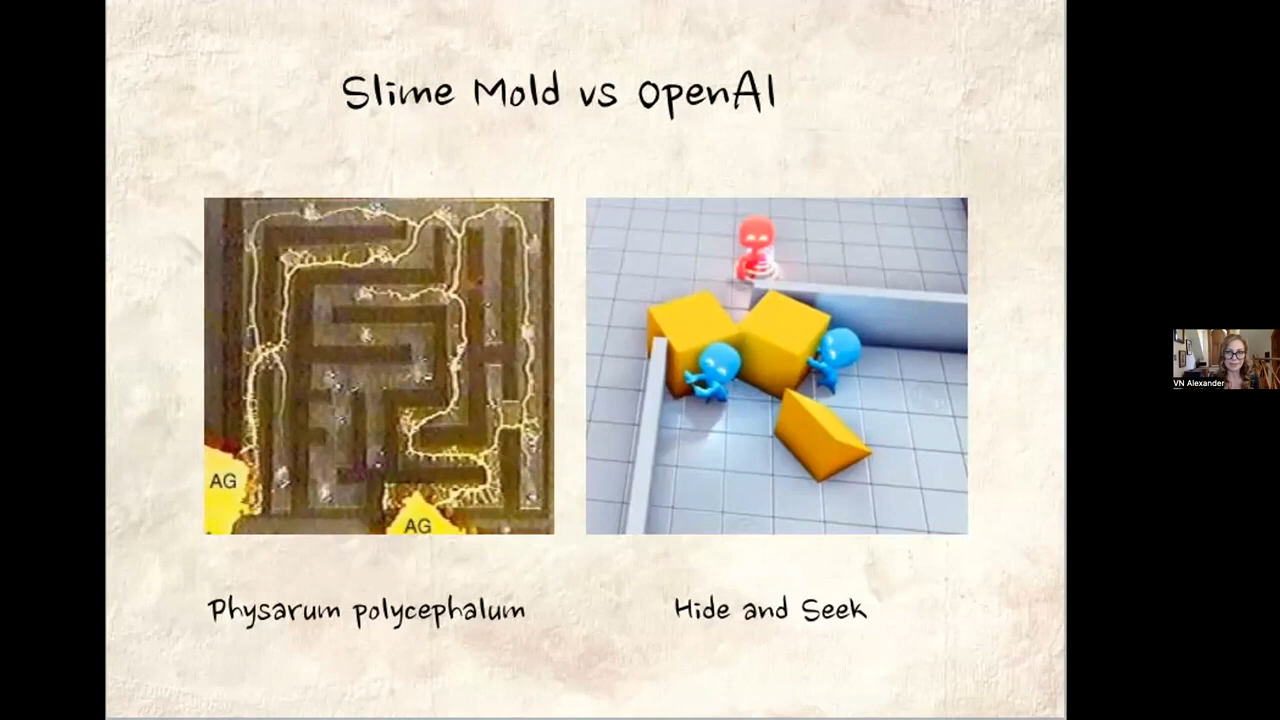 Slime Mold vs OpenAI
AG
AG
Physarum polycephalum
Hide and Seek
VN Alexander